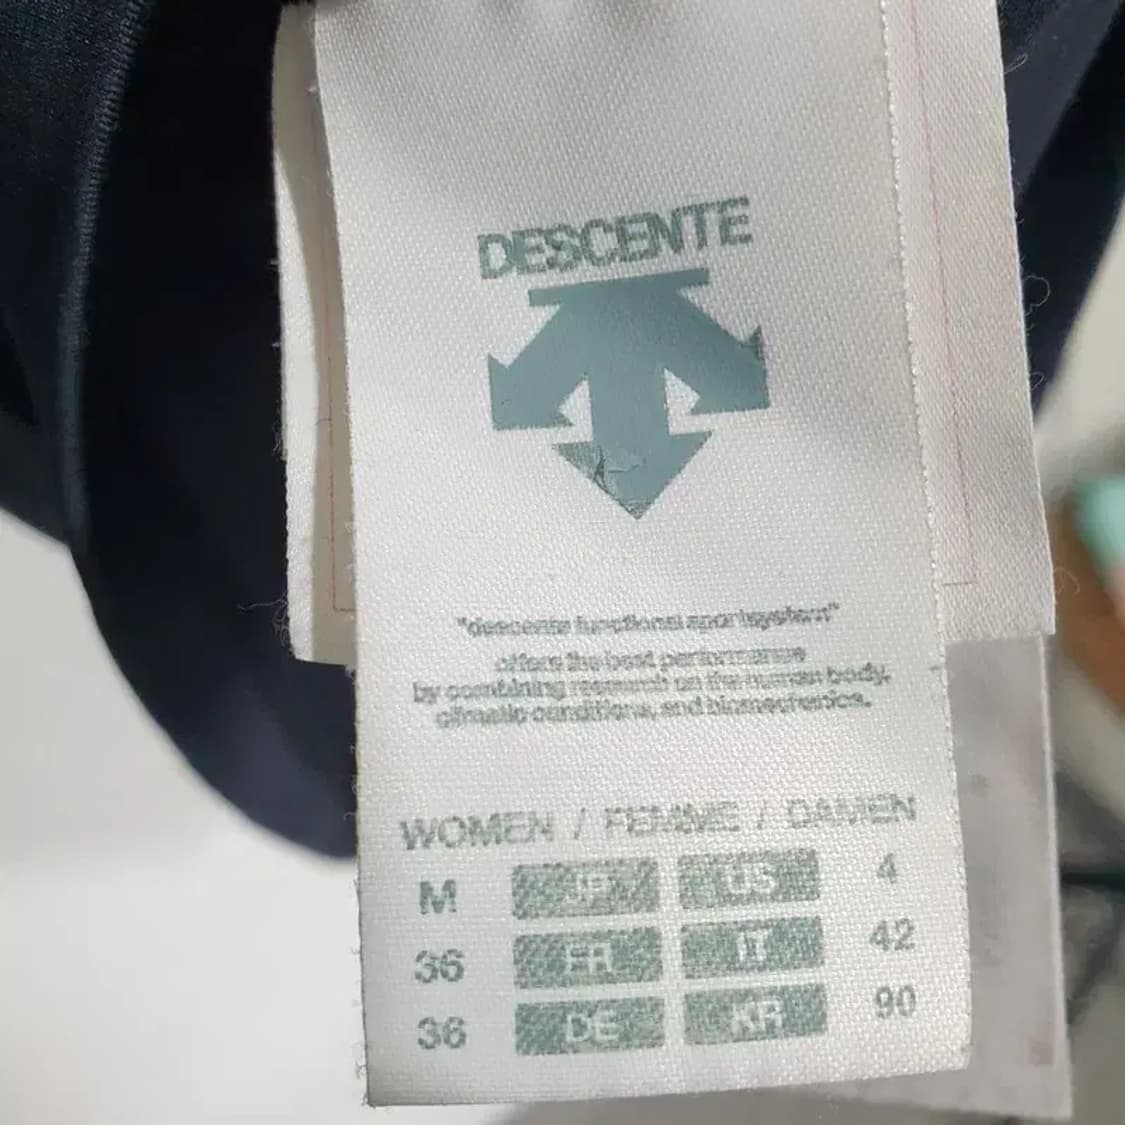 DESCENTE
"descente functional sportsystem"
offers the best performance
by combining research on the human body,
climatic conditions, and biomechanics.
WOMEN / FEMME / DAMEN
M JP US 4
36 FR IT 42
36 DE KR 90